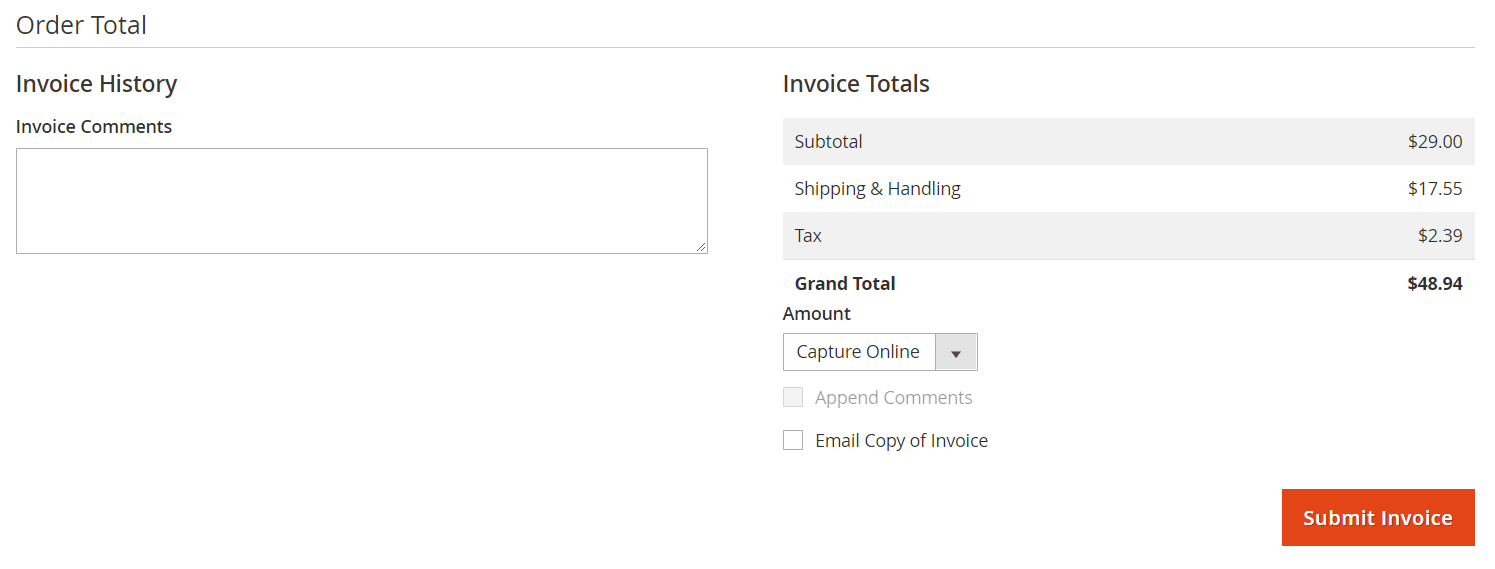 Order Total
Invoice History
Invoice Comments
Invoice Totals
Subtotal $29.00
Shipping & Handling $17.55
Tax $2.39
Grand Total $48.94
Amount
Capture Online
Append Comments
Email Copy of Invoice
Submit Invoice